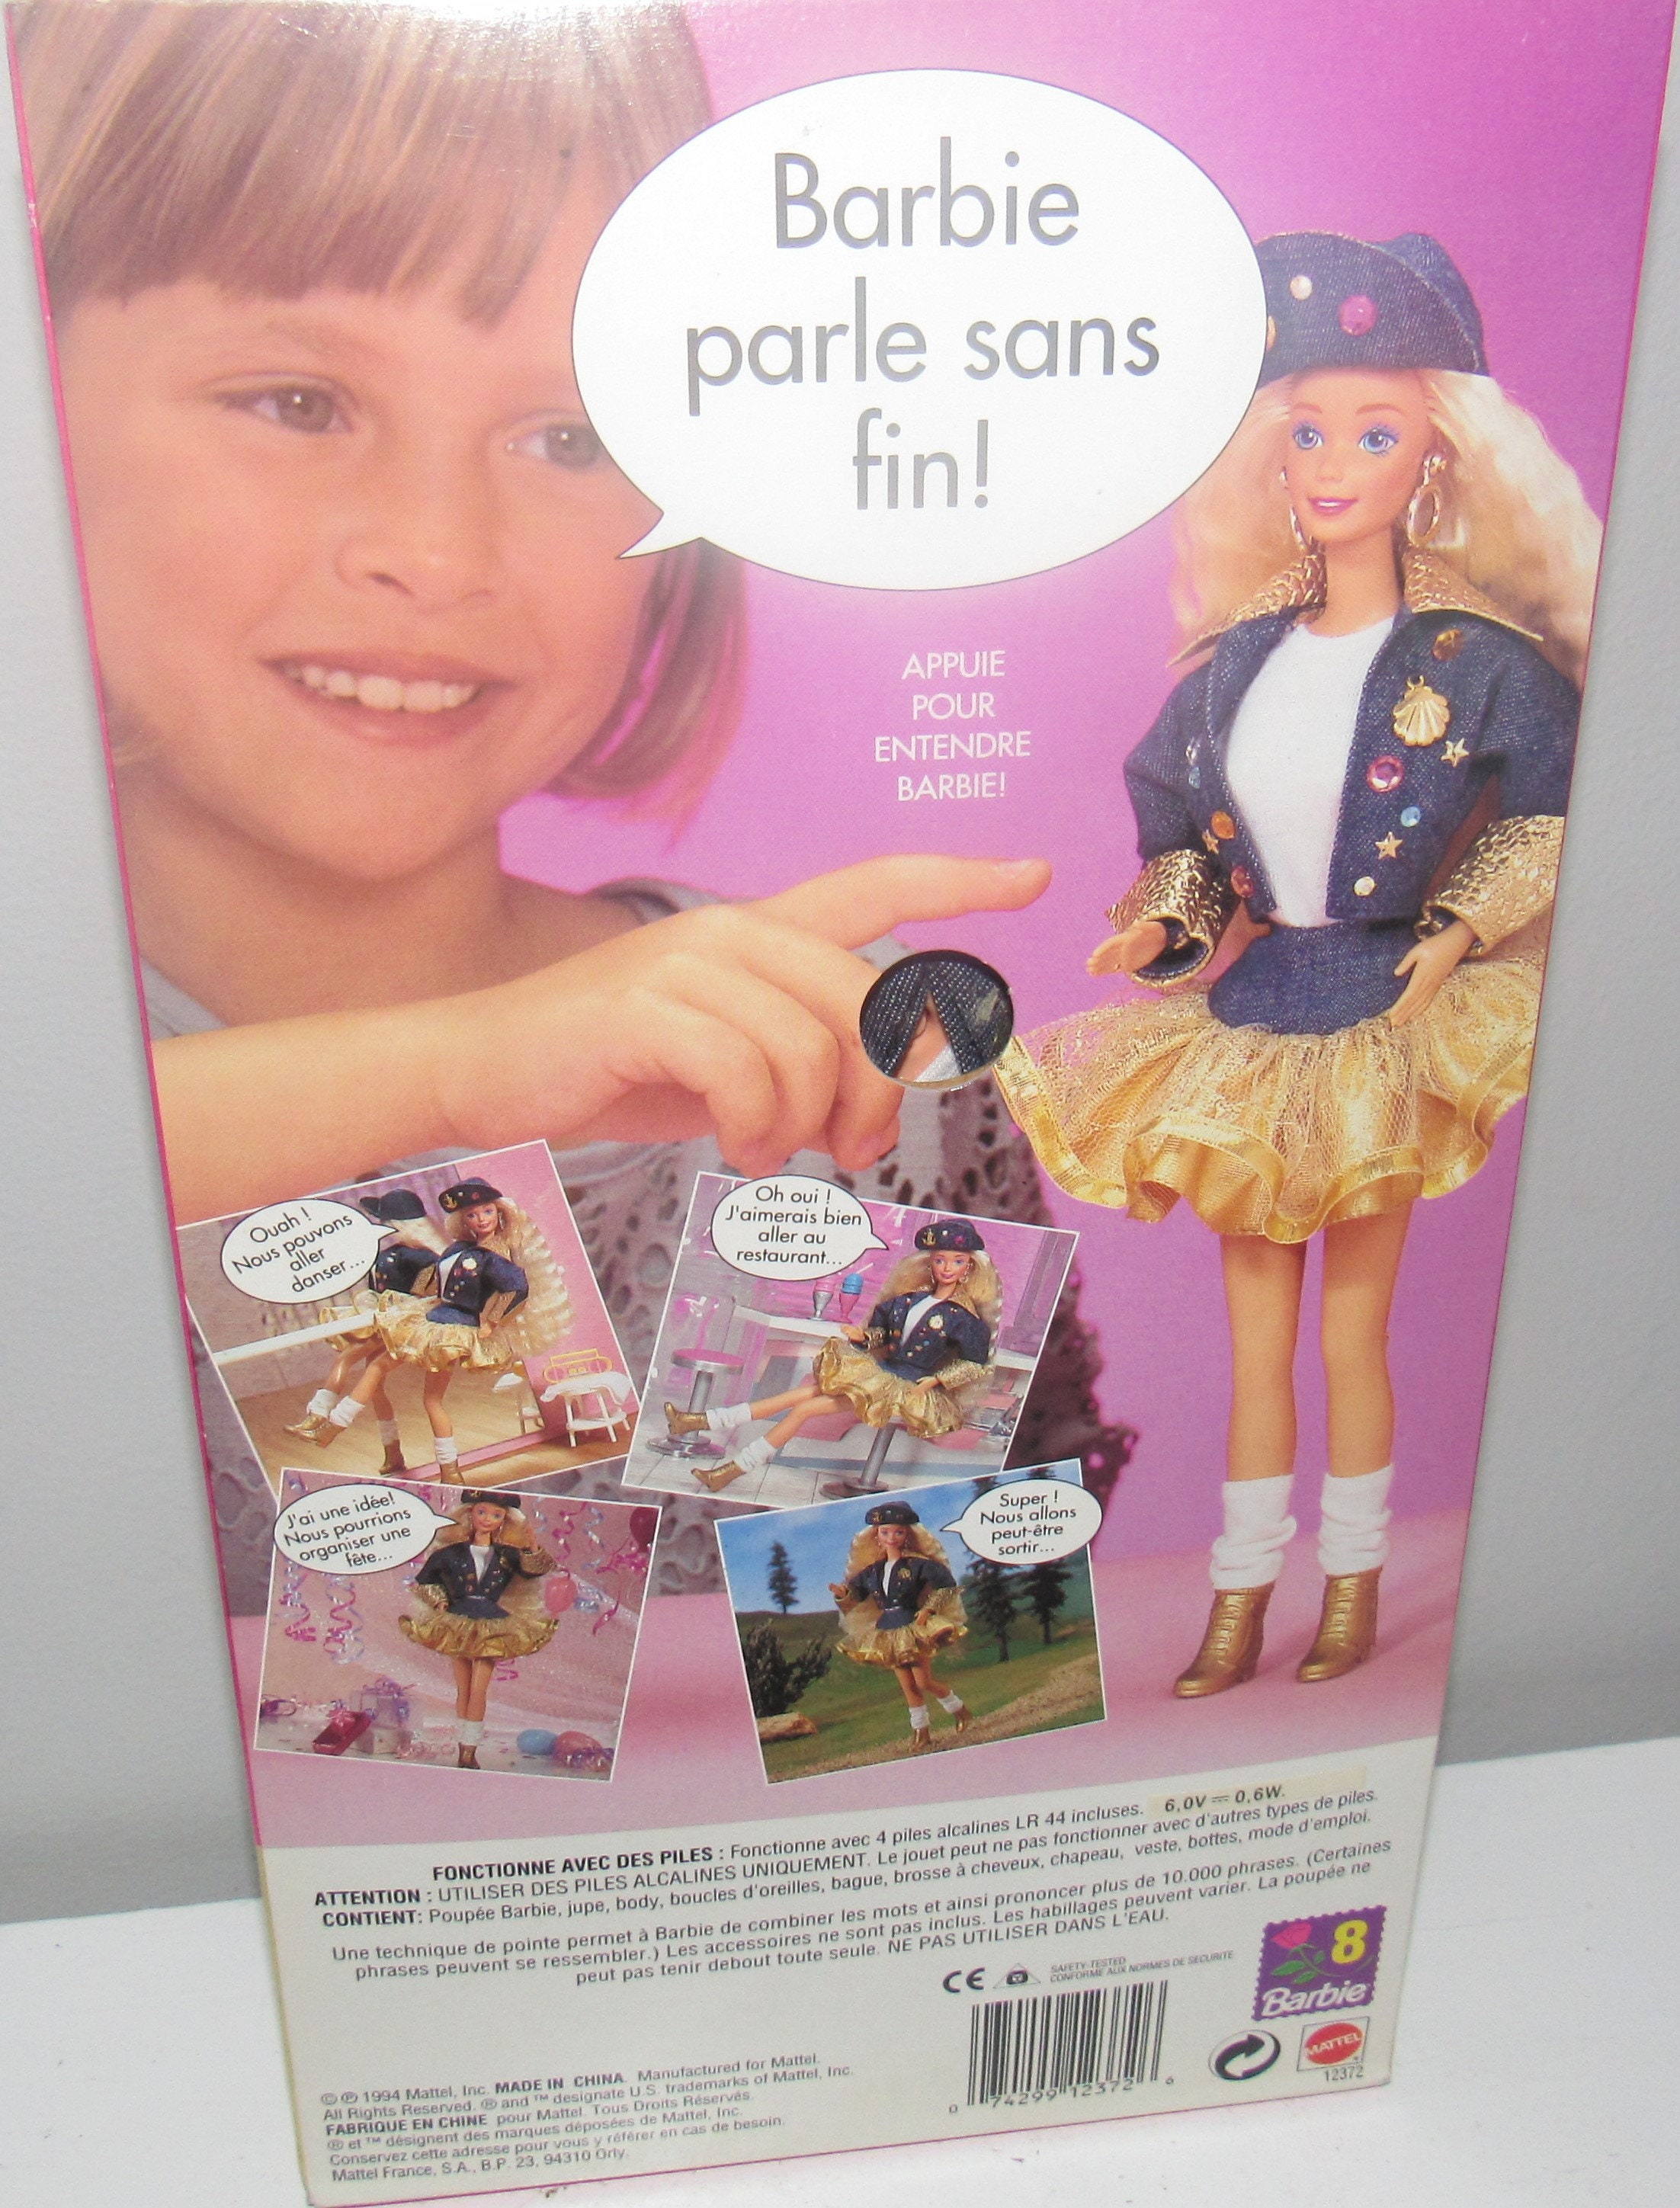 Barbie
parle sans
fin!
APPUIE
POUR
ENTENDRE
BARBIE!
Ouah !
Nous pouvons
aller
danser...
Oh oui !
J'aimerais bien
aller au
restaurant...
J'ai une idée!
Nous pourrions
organiser une
fête...
Super !
Nous allons
peut-être
sortir...
FONCTIONNE AVEC DES PILES : Fonctionne avec 4 piles alcalines LR 44 incluses. 6,0V ⎓ 0,6W.
ATTENTION : UTILISER DES PILES ALCALINES UNIQUEMENT. Le jouet peut ne pas fonctionner avec d'autres types de piles.
CONTIENT: Poupée Barbie, jupe, body, boucles d'oreilles, bague, brosse à cheveux, chapeau, veste, bottes, mode d'emploi.
Une technique de pointe permet à Barbie de combiner les mots et ainsi prononcer plus de 10.000 phrases. (Certaines
phrases peuvent se ressembler.) Les accessoires ne sont pas inclus. Les habillages peuvent varier. La poupée ne
peut pas tenir debout toute seule. NE PAS UTILISER DANS L'EAU.
CE
SAFETY-TESTED
CONFORME AUX NORMES DE SECURITE
8
Barbie
MATTEL
12372
0 74299 12372 6
© ℗ 1994 Mattel, Inc. MADE IN CHINA. Manufactured for Mattel.
All Rights Reserved. ® and ™ designate U.S. trademarks of Mattel, Inc.
FABRIQUE EN CHINE pour Mattel. Tous Droits Réservés.
® et ™ désignent des marques déposées de Mattel, Inc.
Conservez cette adresse pour vous y référer en cas de besoin.
Mattel France, S.A., B.P. 23, 94310 Orly.